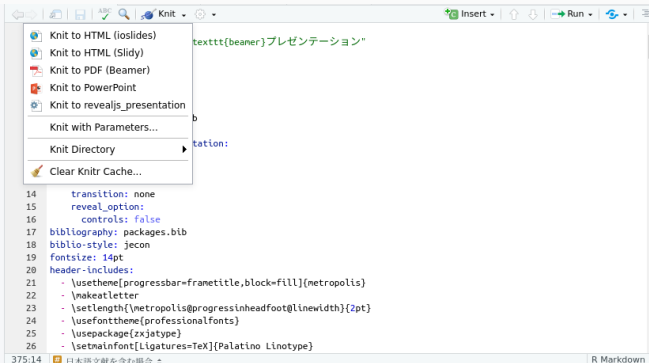 ABC Knit Insert Run
Knit to HTML (ioslides)
Knit to HTML (Slidy)
texttt{beamer}プレゼンテーション"
Knit to PDF (Beamer)
Knit to PowerPoint
Knit to revealjs_presentation
b
Knit with Parameters...
tation:
Knit Directory
Clear Knitr Cache...
14 transition: none
15 reveal_option:
16 controls: false
17 bibliography: packages.bib
18 biblio-style: jecon
19 fontsize: 14pt
20 header-includes:
21 - \usetheme[progressbar=frametitle,block=fill]{metropolis}
22 - \makeatletter
23 - \setlength{\metropolis@progressinheadfoot@linewidth}{2pt}
24 - \usefonttheme{professionalfonts}
25 - \usepackage{zxjatype}
26 - \setmainfont[Ligatures=TeX]{Palatino Linotype}
375:14 日本語文献を含む場合 R Markdown